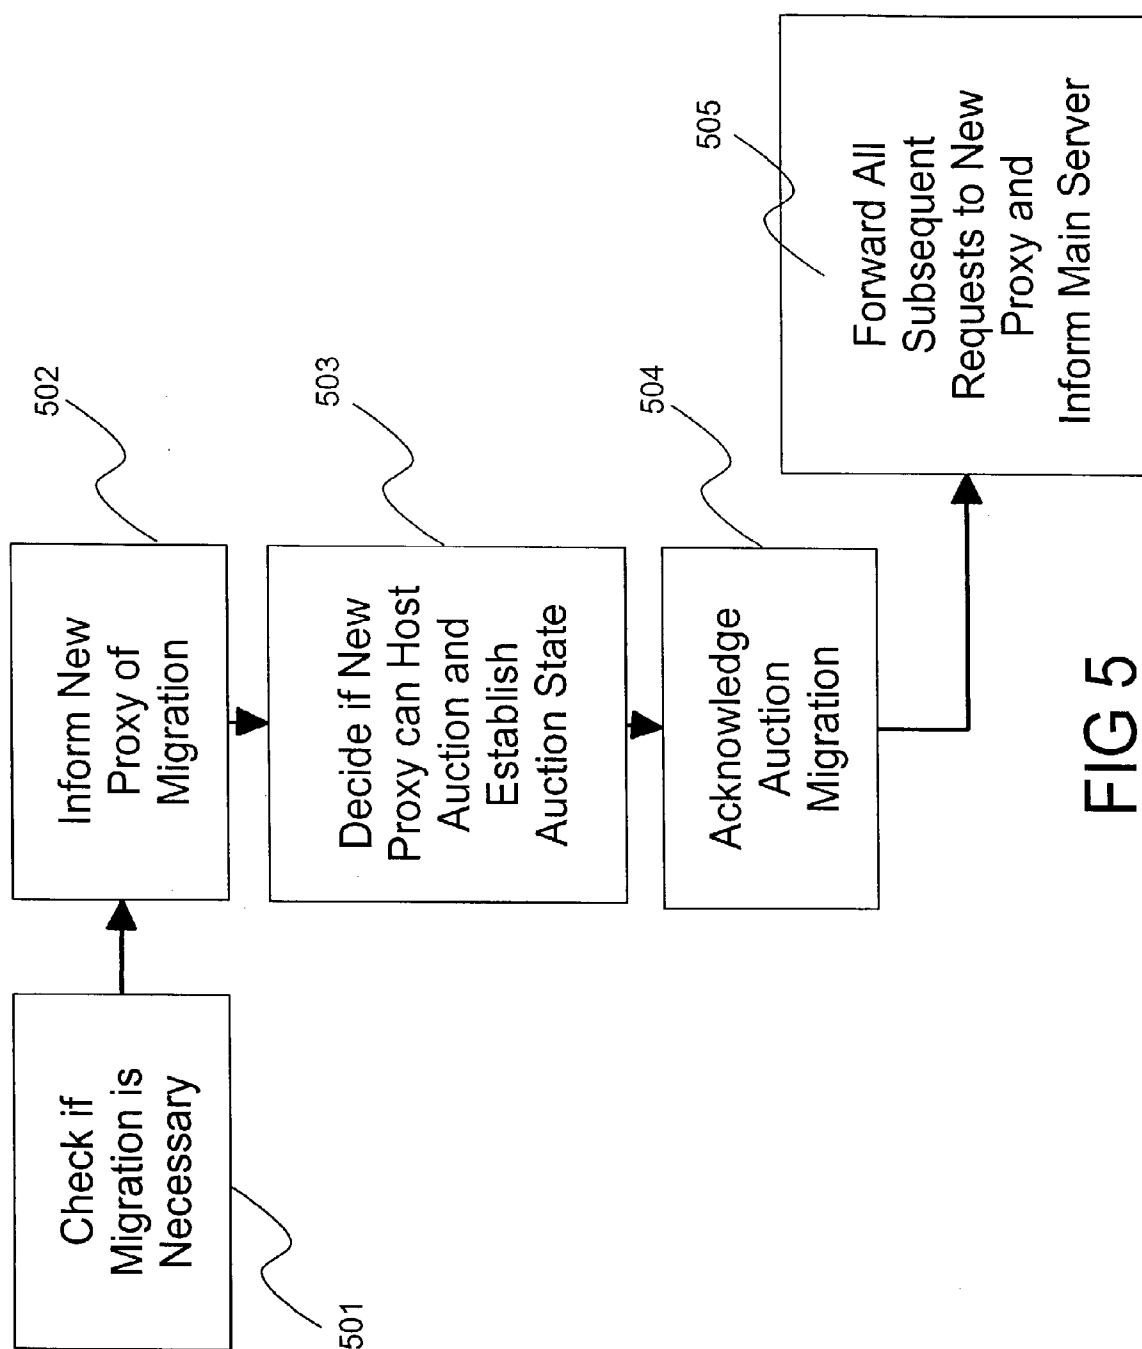 501
Check if
Migration is
Necessary
502
Inform New
Proxy of
Migration
503
Decide if New
Proxy can Host
Auction and
Establish
Auction State
504
Acknowledge
Auction
Migration
505
Forward All
Subsequent
Requests to New
Proxy and
Inform Main Server
FIG 5